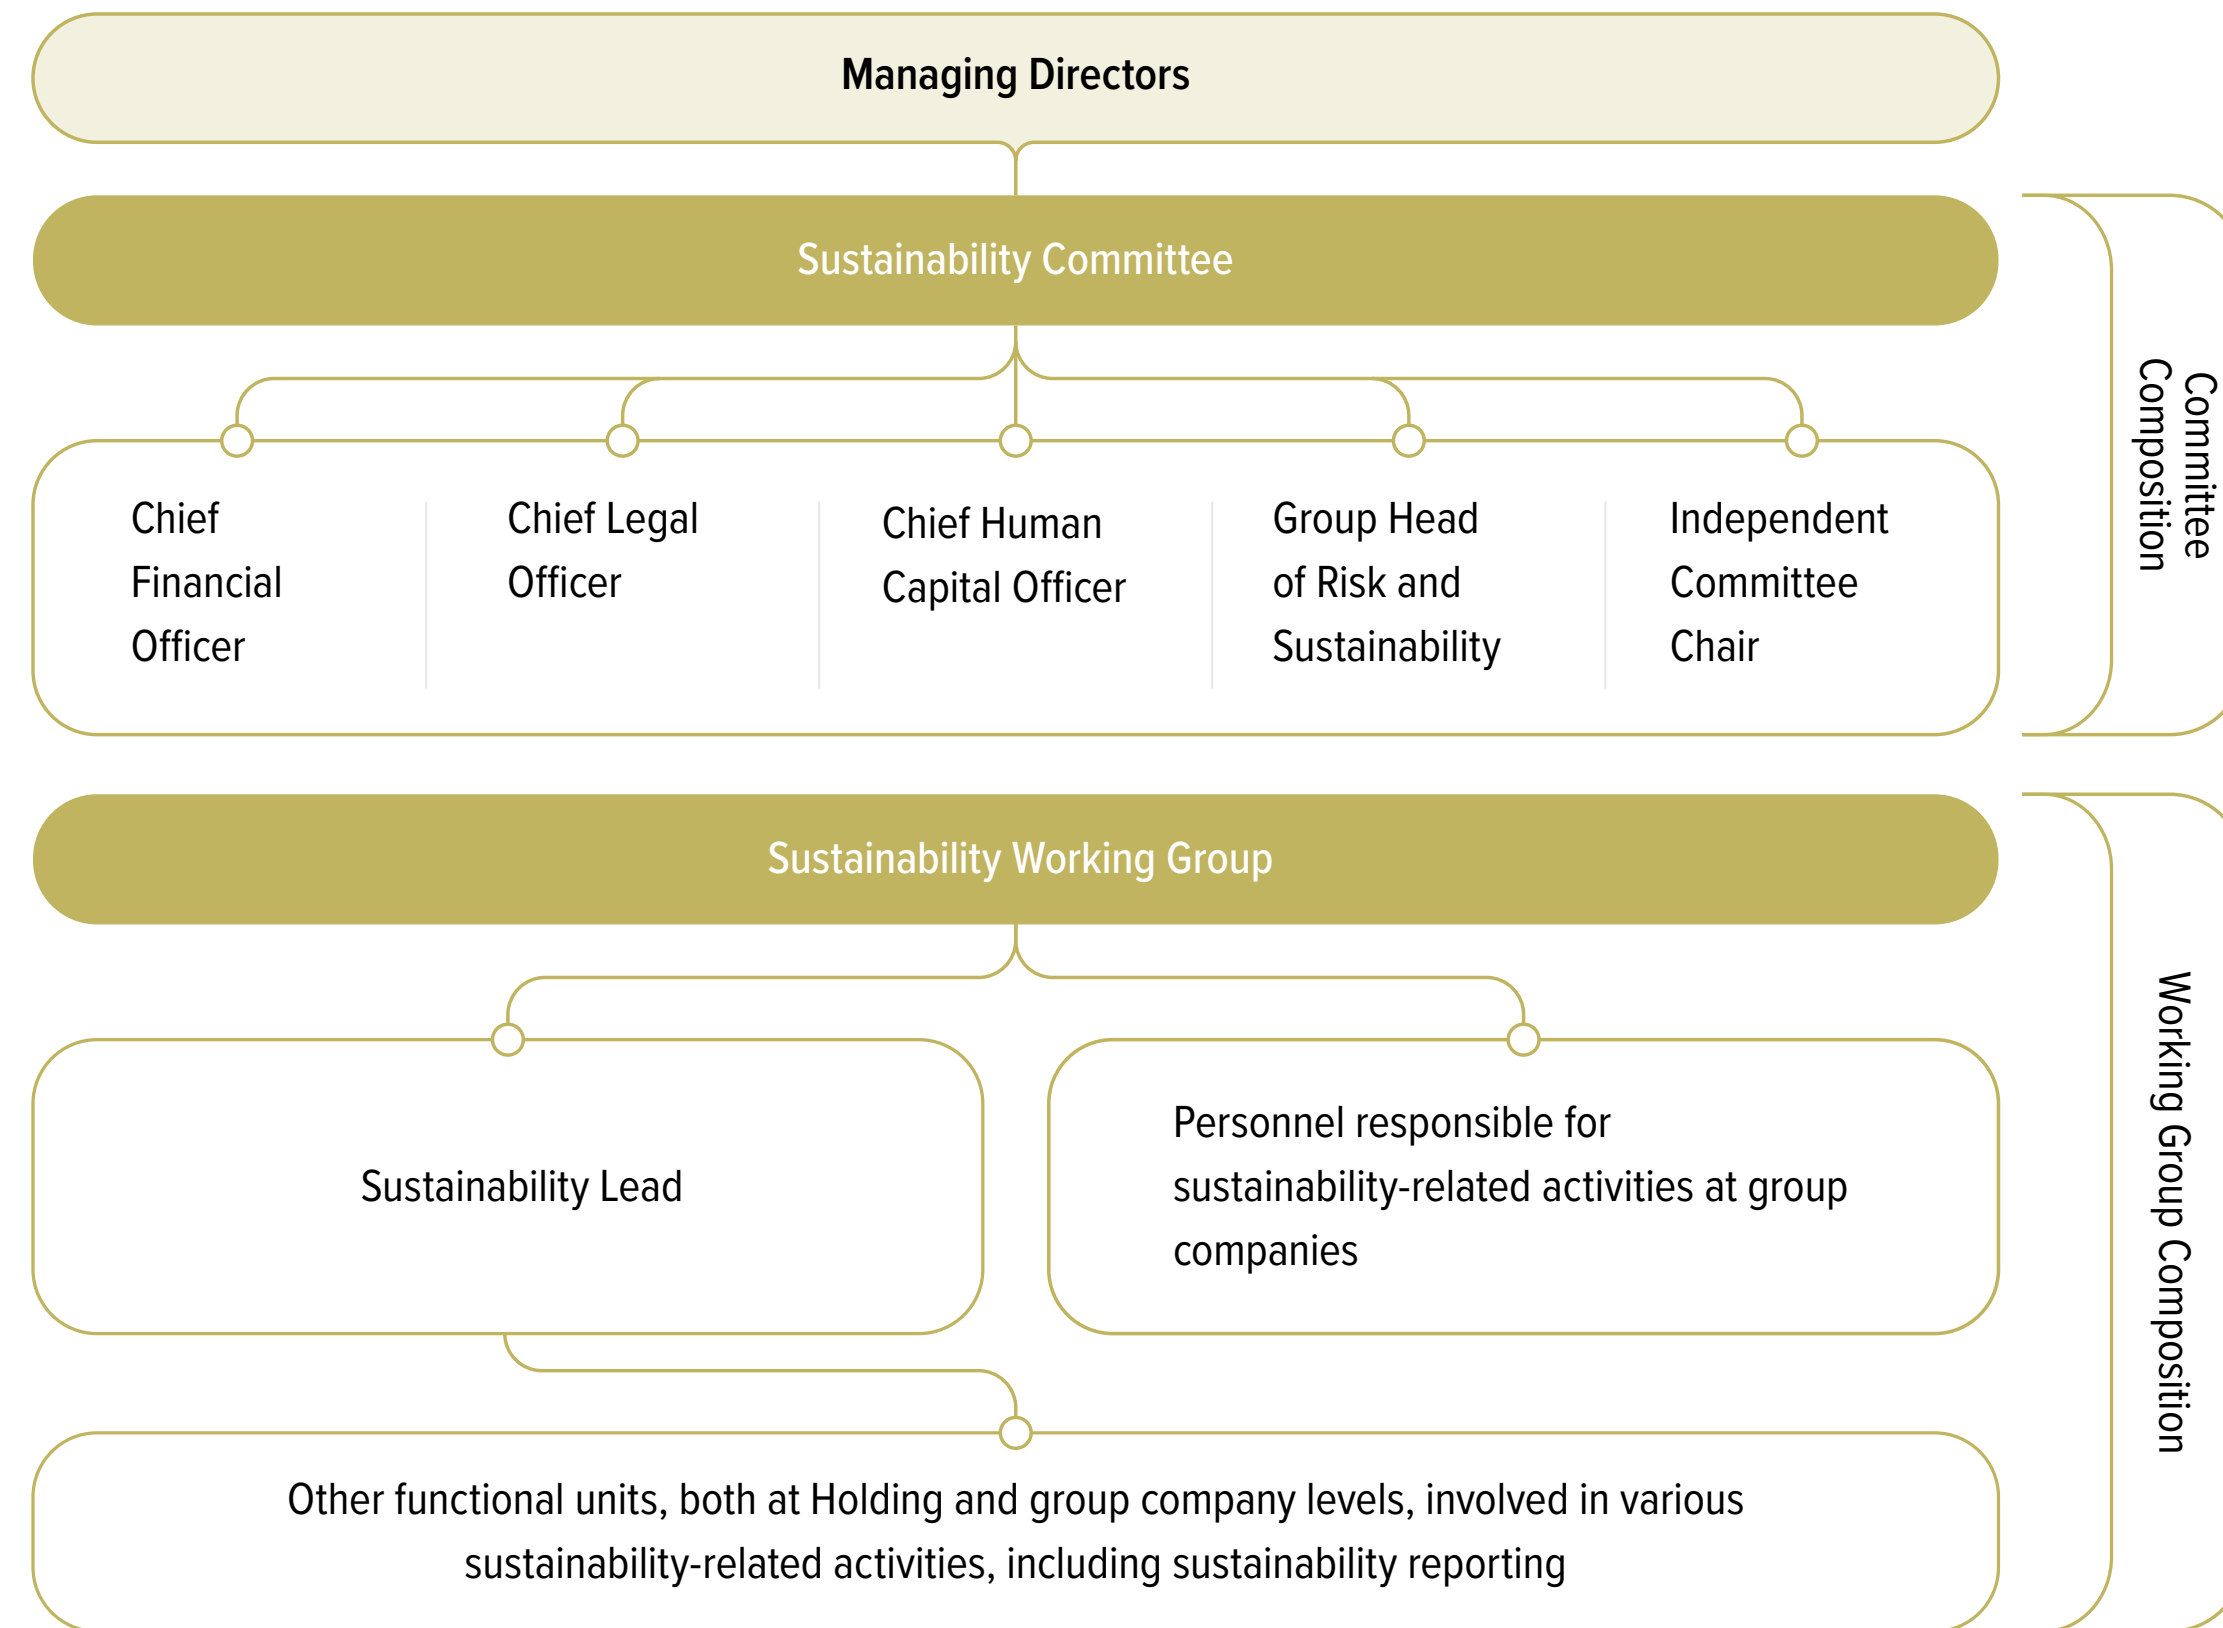 Managing Directors
Sustainability Committee
Chief
Financial
Officer
Chief Legal
Officer
Chief Human
Capital Officer
Group Head
of Risk and
Sustainability
Independent
Committee
Chair
Committee
Composition
Sustainability Working Group
Sustainability Lead
Personnel responsible for
sustainability-related activities at group
companies
Other functional units, both at Holding and group company levels, involved in various
sustainability-related activities, including sustainability reporting
Working Group Composition